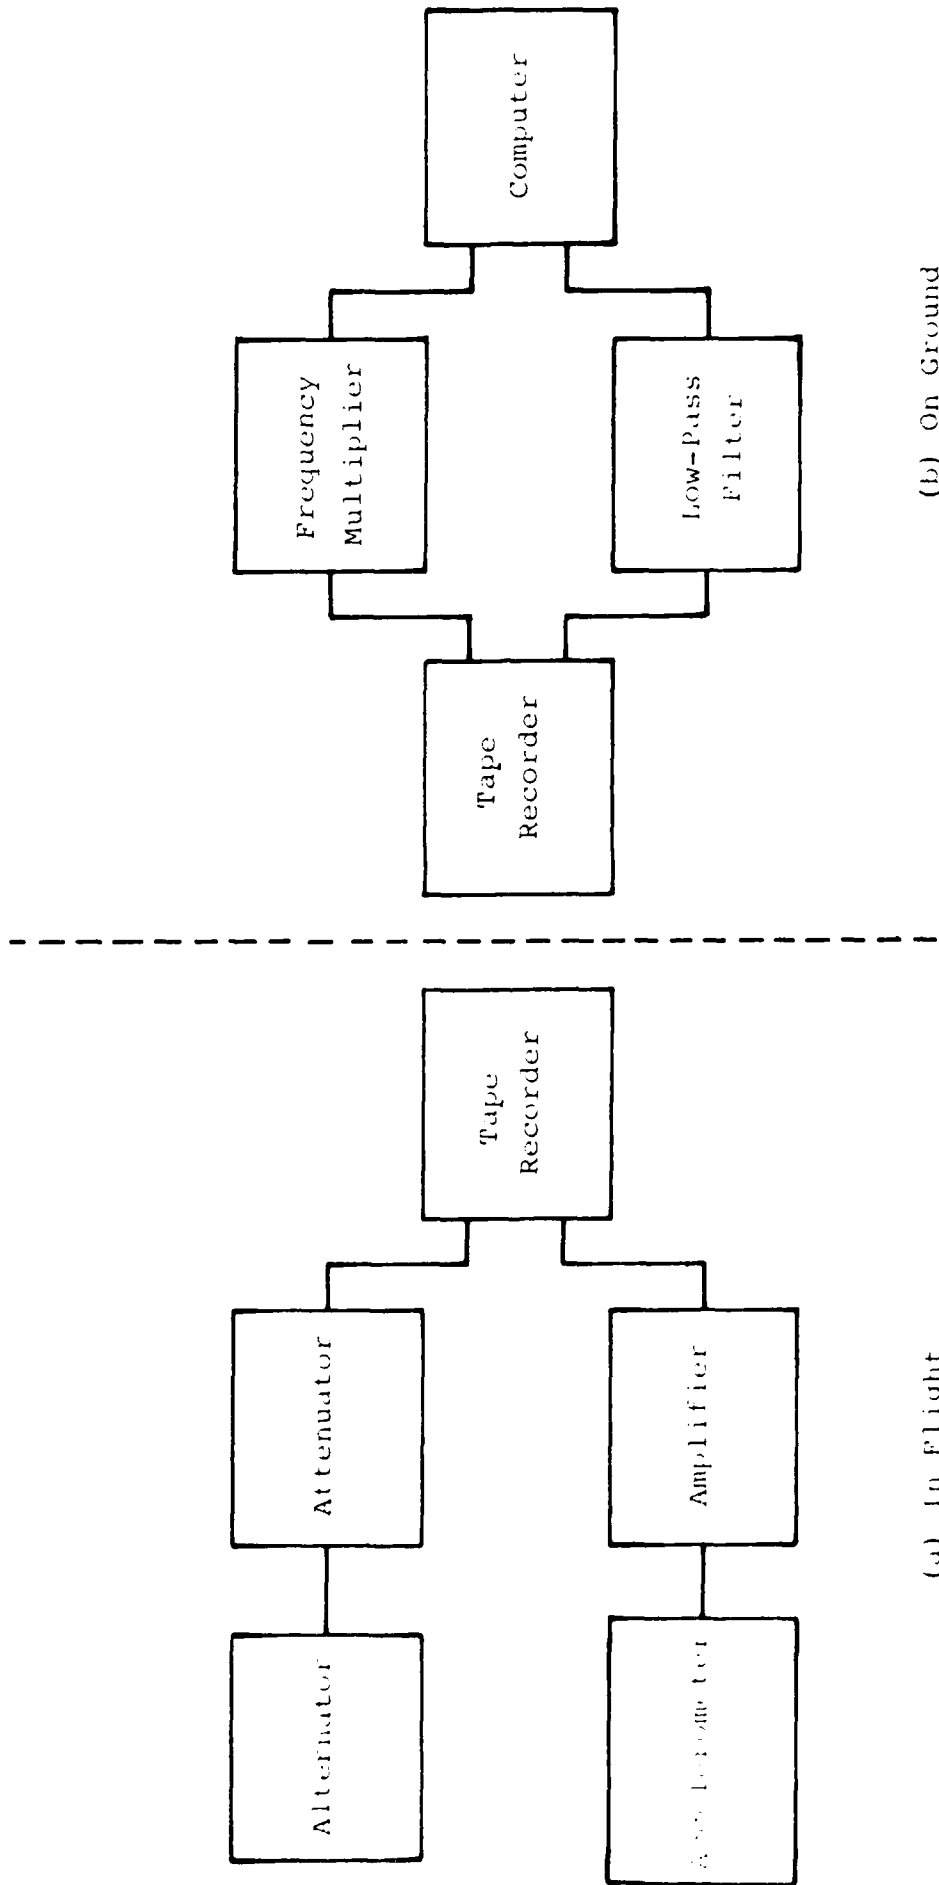 Alternator
Attenuator
Tape
Recorder
Amplifier
(a) In Flight
Frequency
Multiplier
Computer
Tape
Recorder
Low-Pass
Filter
(b) On Ground